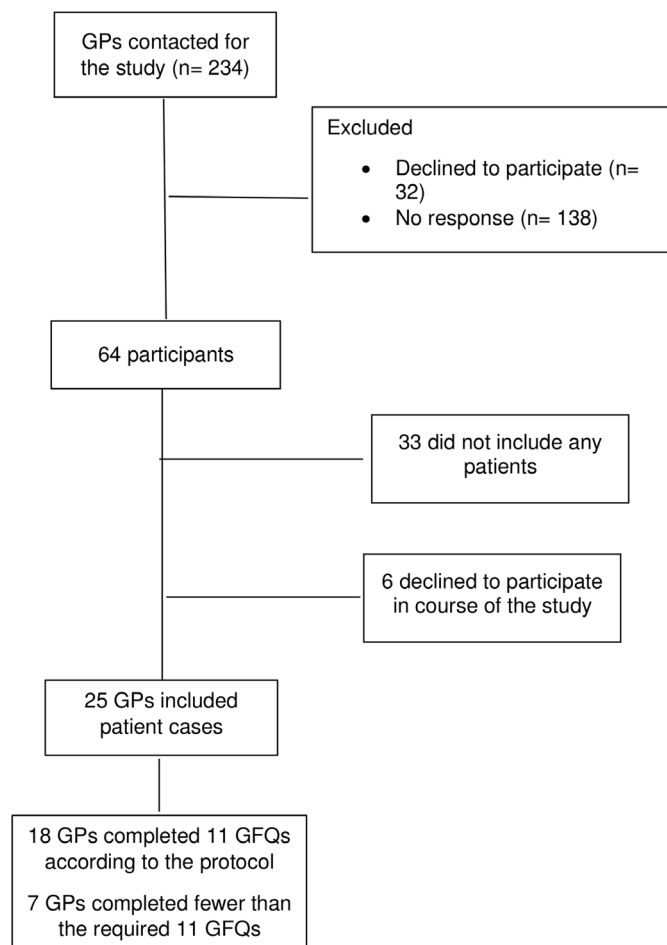 GPs contacted for
the study (n= 234)
Excluded
• Declined to participate (n=
32)
• No response (n= 138)
64 participants
33 did not include any
patients
6 declined to participate
in course of the study
25 GPs included
patient cases
18 GPs completed 11 GFQs
according to the protocol
7 GPs completed fewer than
the required 11 GFQs